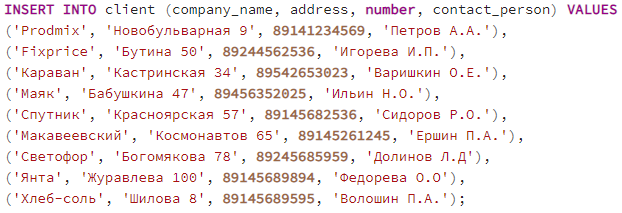 INSERT INTO client (company_name, address, number, contact_person) VALUES
('Prodmix', 'Новобульварная 9', 89141234569, 'Петров А.А.'),
('Fixprice', 'Бутина 50', 89244562536, 'Игорева И.П.'),
('Караван', 'Кастринская 34', 89542653023, 'Варишкин О.Е.'),
('Маяк', 'Бабушкина 47', 89456352025, 'Ильин Н.О.'),
('Спутник', 'Красноярская 57', 89145682536, 'Сидоров Р.О.'),
('Макавеевский', 'Космонавтов 65', 89145261245, 'Ершин П.А.'),
('Светофор', 'Богомякова 78', 89245685959, 'Долинов Л.Д'),
('Янта', 'Журавлева 100', 89145689894, 'Федорева О.О'),
('Хлеб-соль', 'Шилова 8', 89145689595, 'Волошин П.А.');